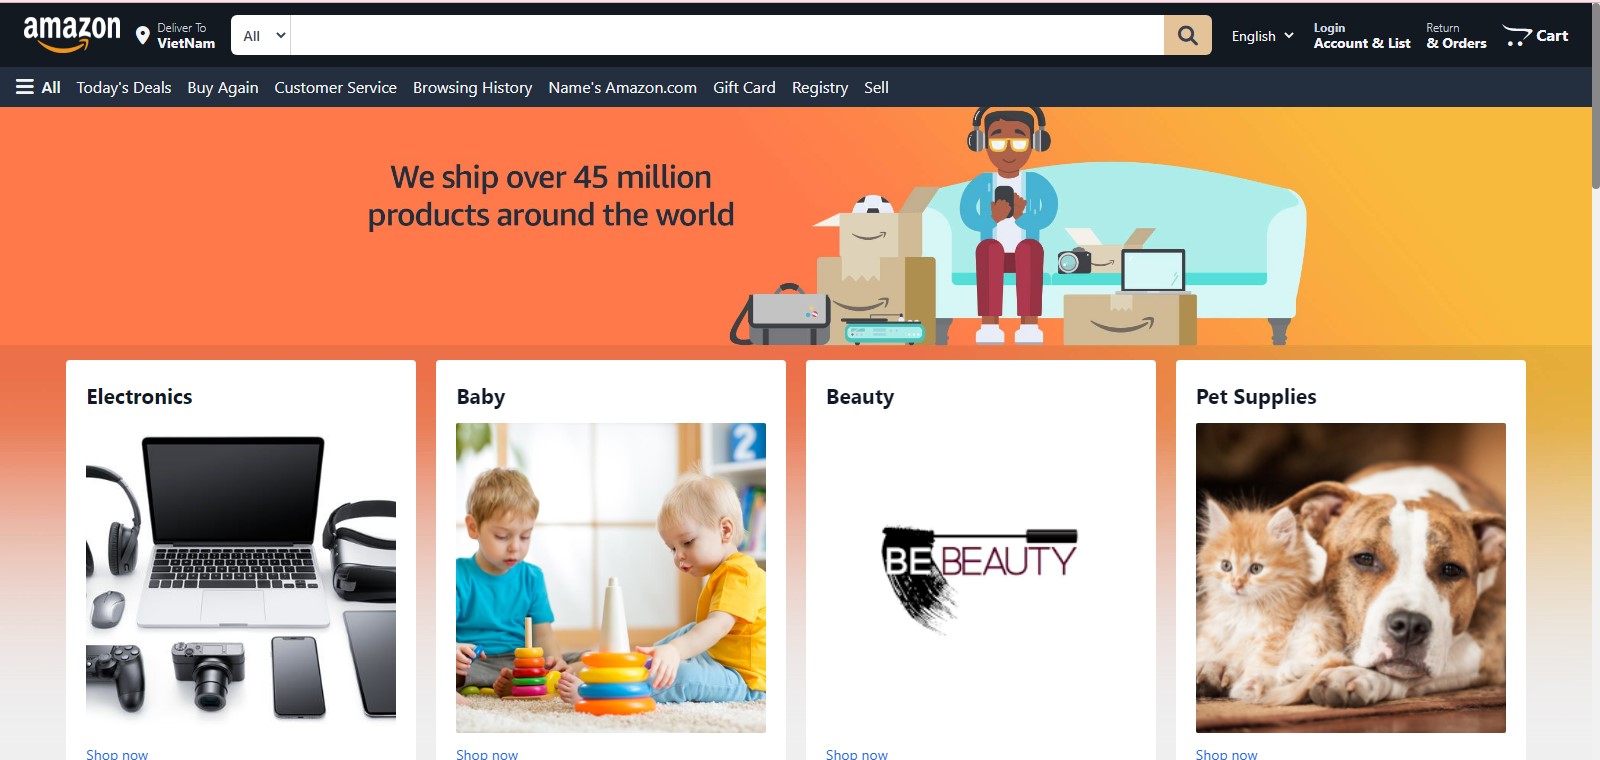 amazon
Deliver To
VietNam
All
English
Login
Account & List
Return
& Orders
Cart
All
Today's Deals
Buy Again
Customer Service
Browsing History
Name's Amazon.com
Gift Card
Registry
Sell
We ship over 45 million
products around the world
Electronics
Baby
Beauty
Pet Supplies
2
BE BEAUTY
Shop now
Shop now
Shop now
Shop now